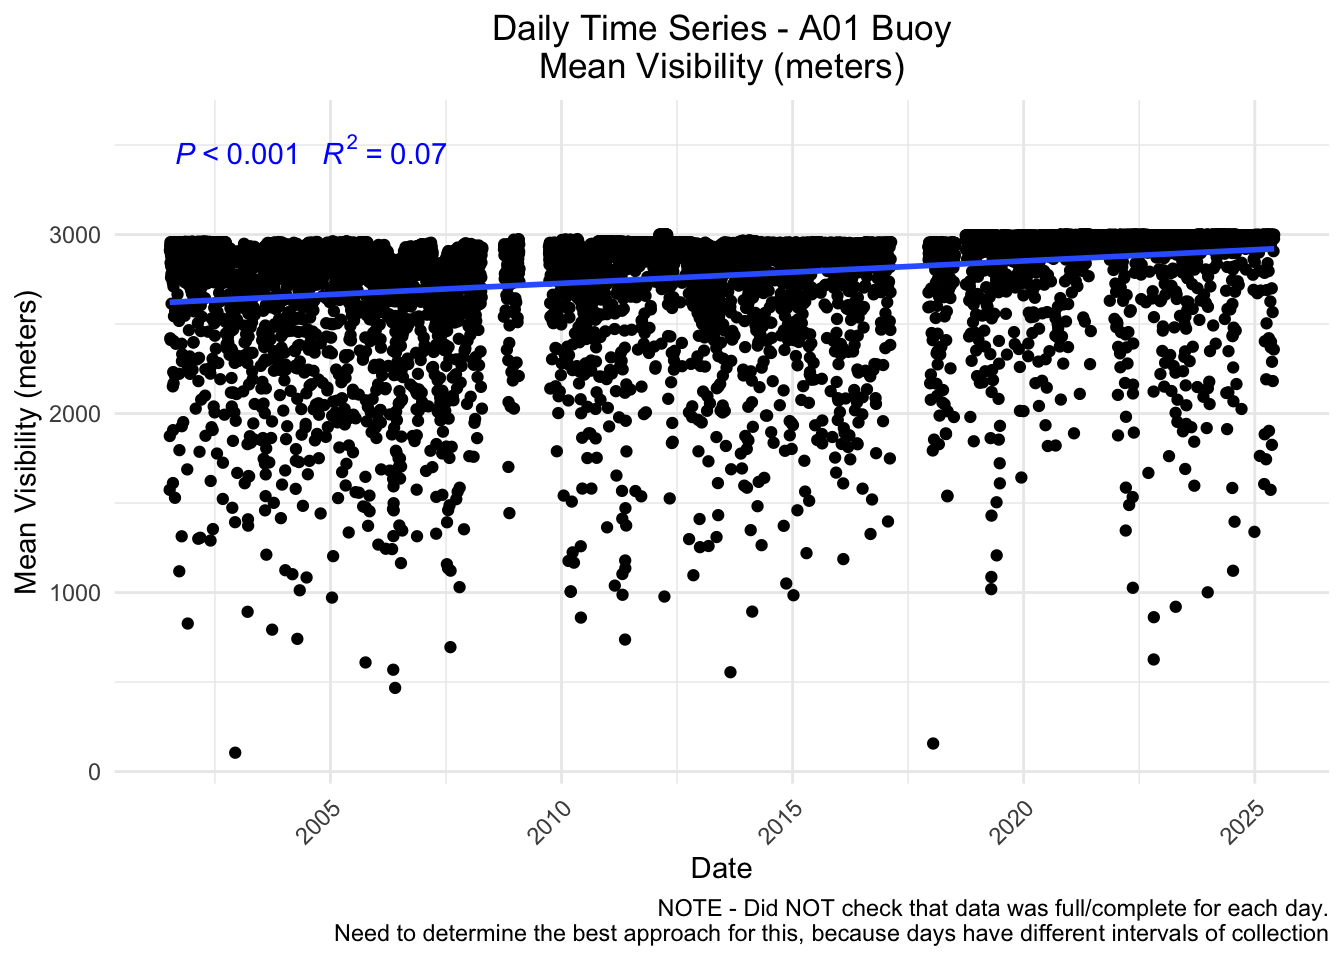 Daily Time Series - A01 Buoy
Mean Visibility (meters)
P < 0.001 R² = 0.07
Mean Visibility (meters)
3000
2000
1000
0
2005
2010
2015
2020
2025
Date
NOTE - Did NOT check that data was full/complete for each day.
Need to determine the best approach for this, because days have different intervals of collection